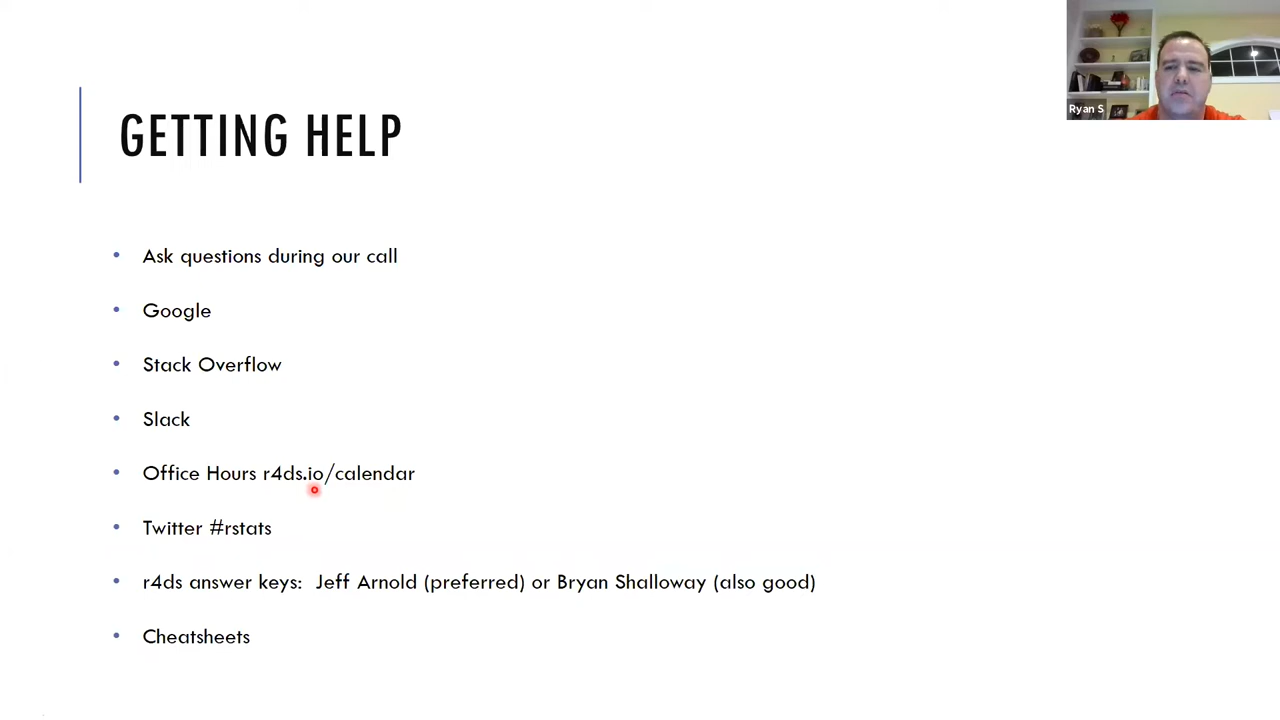 Ryan S
GETTING HELP
• Ask questions during our call
• Google
• Stack Overflow
• Slack
• Office Hours r4ds.io/calendar
• Twitter #rstats
• r4ds answer keys: Jeff Arnold (preferred) or Bryan Shalloway (also good)
• Cheatsheets